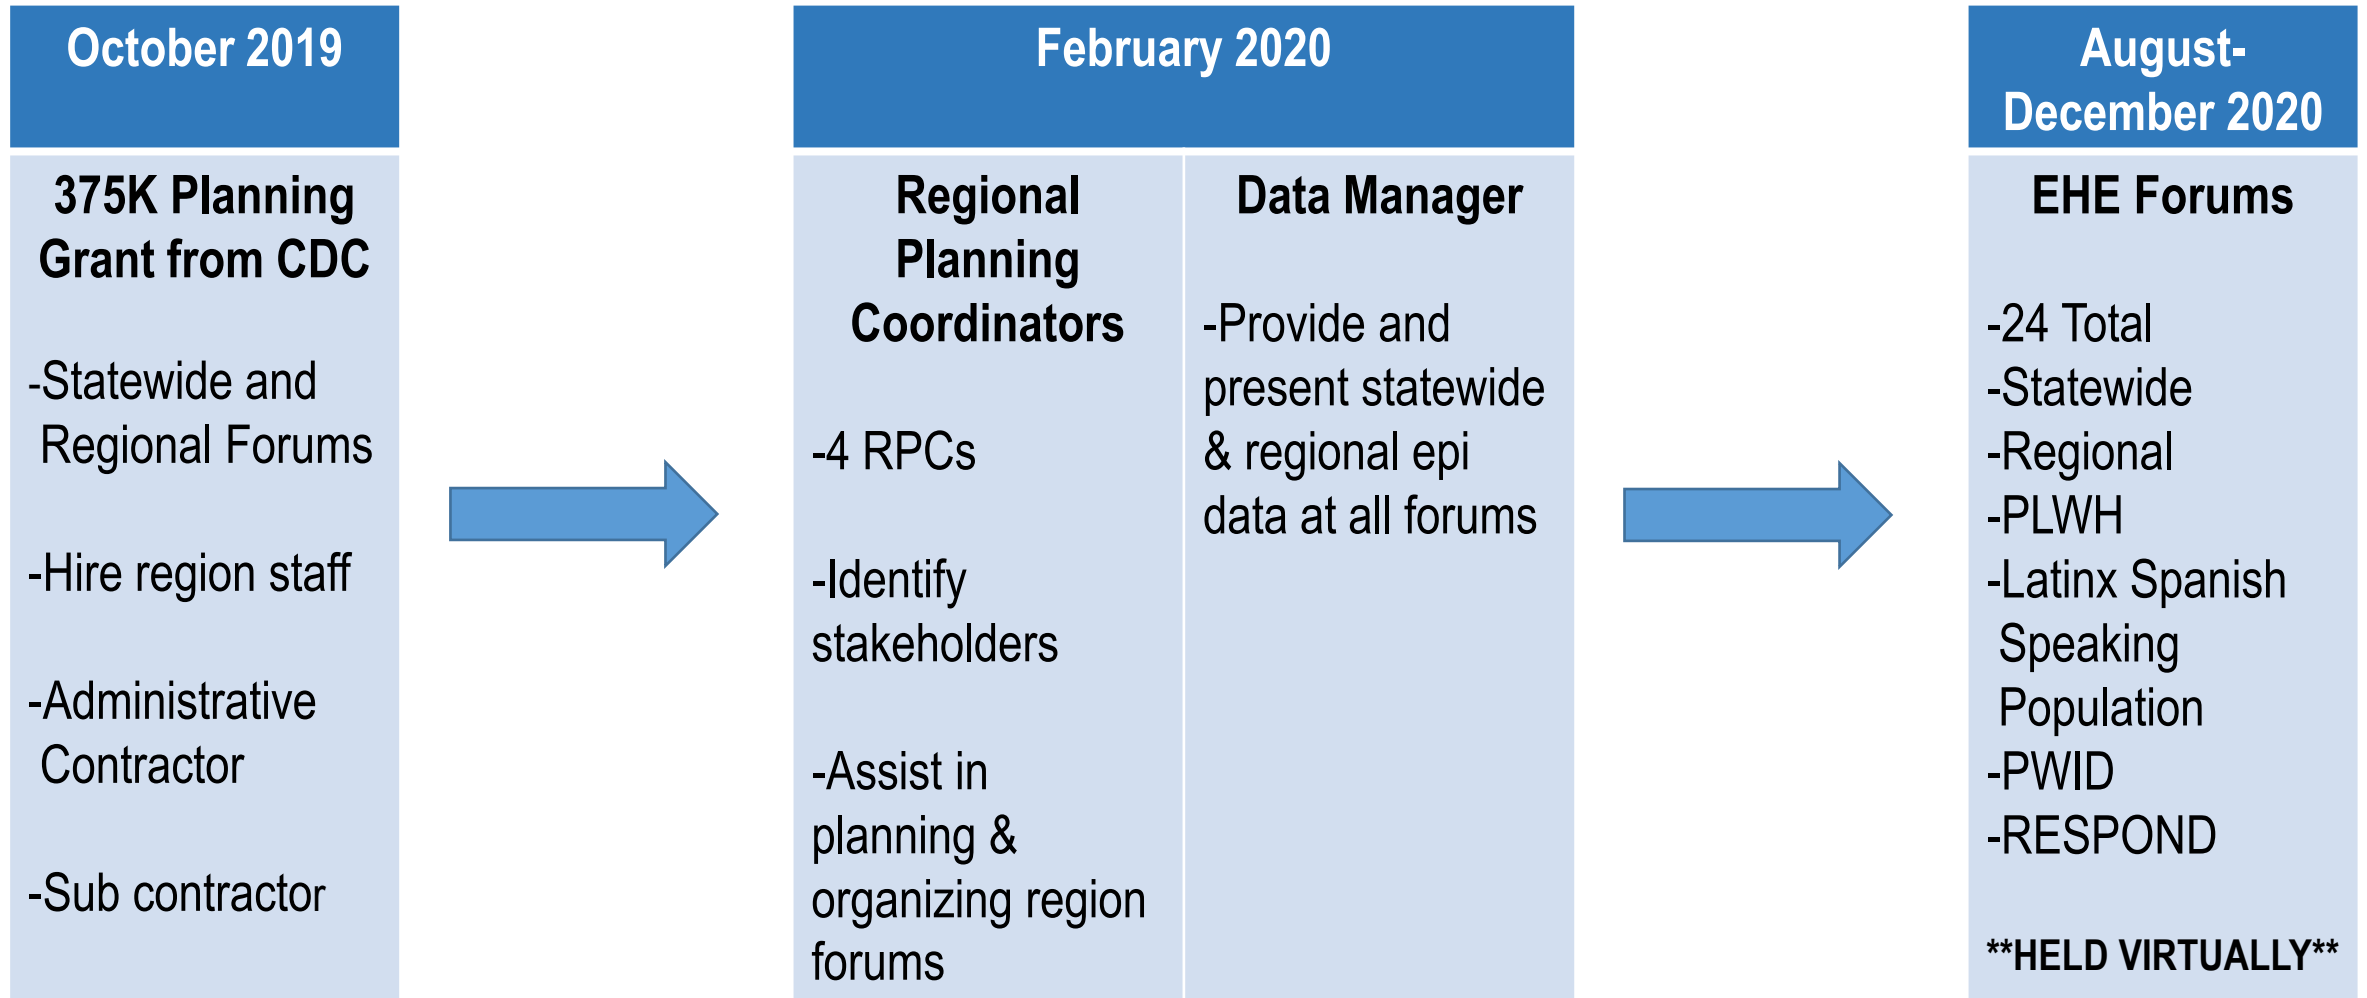 October 2019
375K Planning
Grant from CDC
-Statewide and
Regional Forums
-Hire region staff
-Administrative
Contractor
-Sub contractor
February 2020
Regional
Planning
Coordinators
-4 RPCs
-Identify
stakeholders
-Assist in
planning &
organizing region
forums
Data Manager
-Provide and
present statewide
& regional epi
data at all forums
August-
December 2020
EHE Forums
-24 Total
-Statewide
-Regional
-PLWH
-Latinx Spanish
Speaking
Population
-PWID
-RESPOND
**HELD VIRTUALLY**